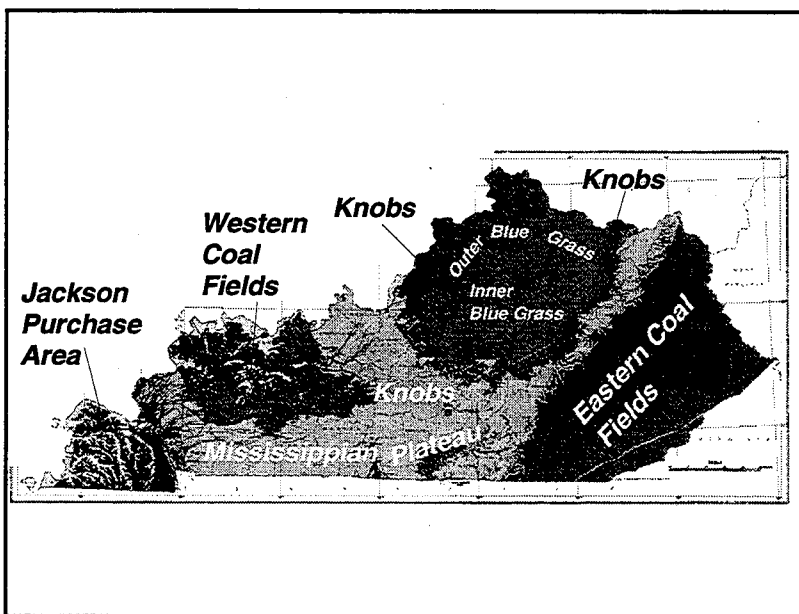 Knobs
Knobs
Western
Coal
Fields
Outer Blue Grass
Inner
Blue Grass
Jackson
Purchase
Area
Eastern Coal
Fields
Knobs
Mississippian Plateau